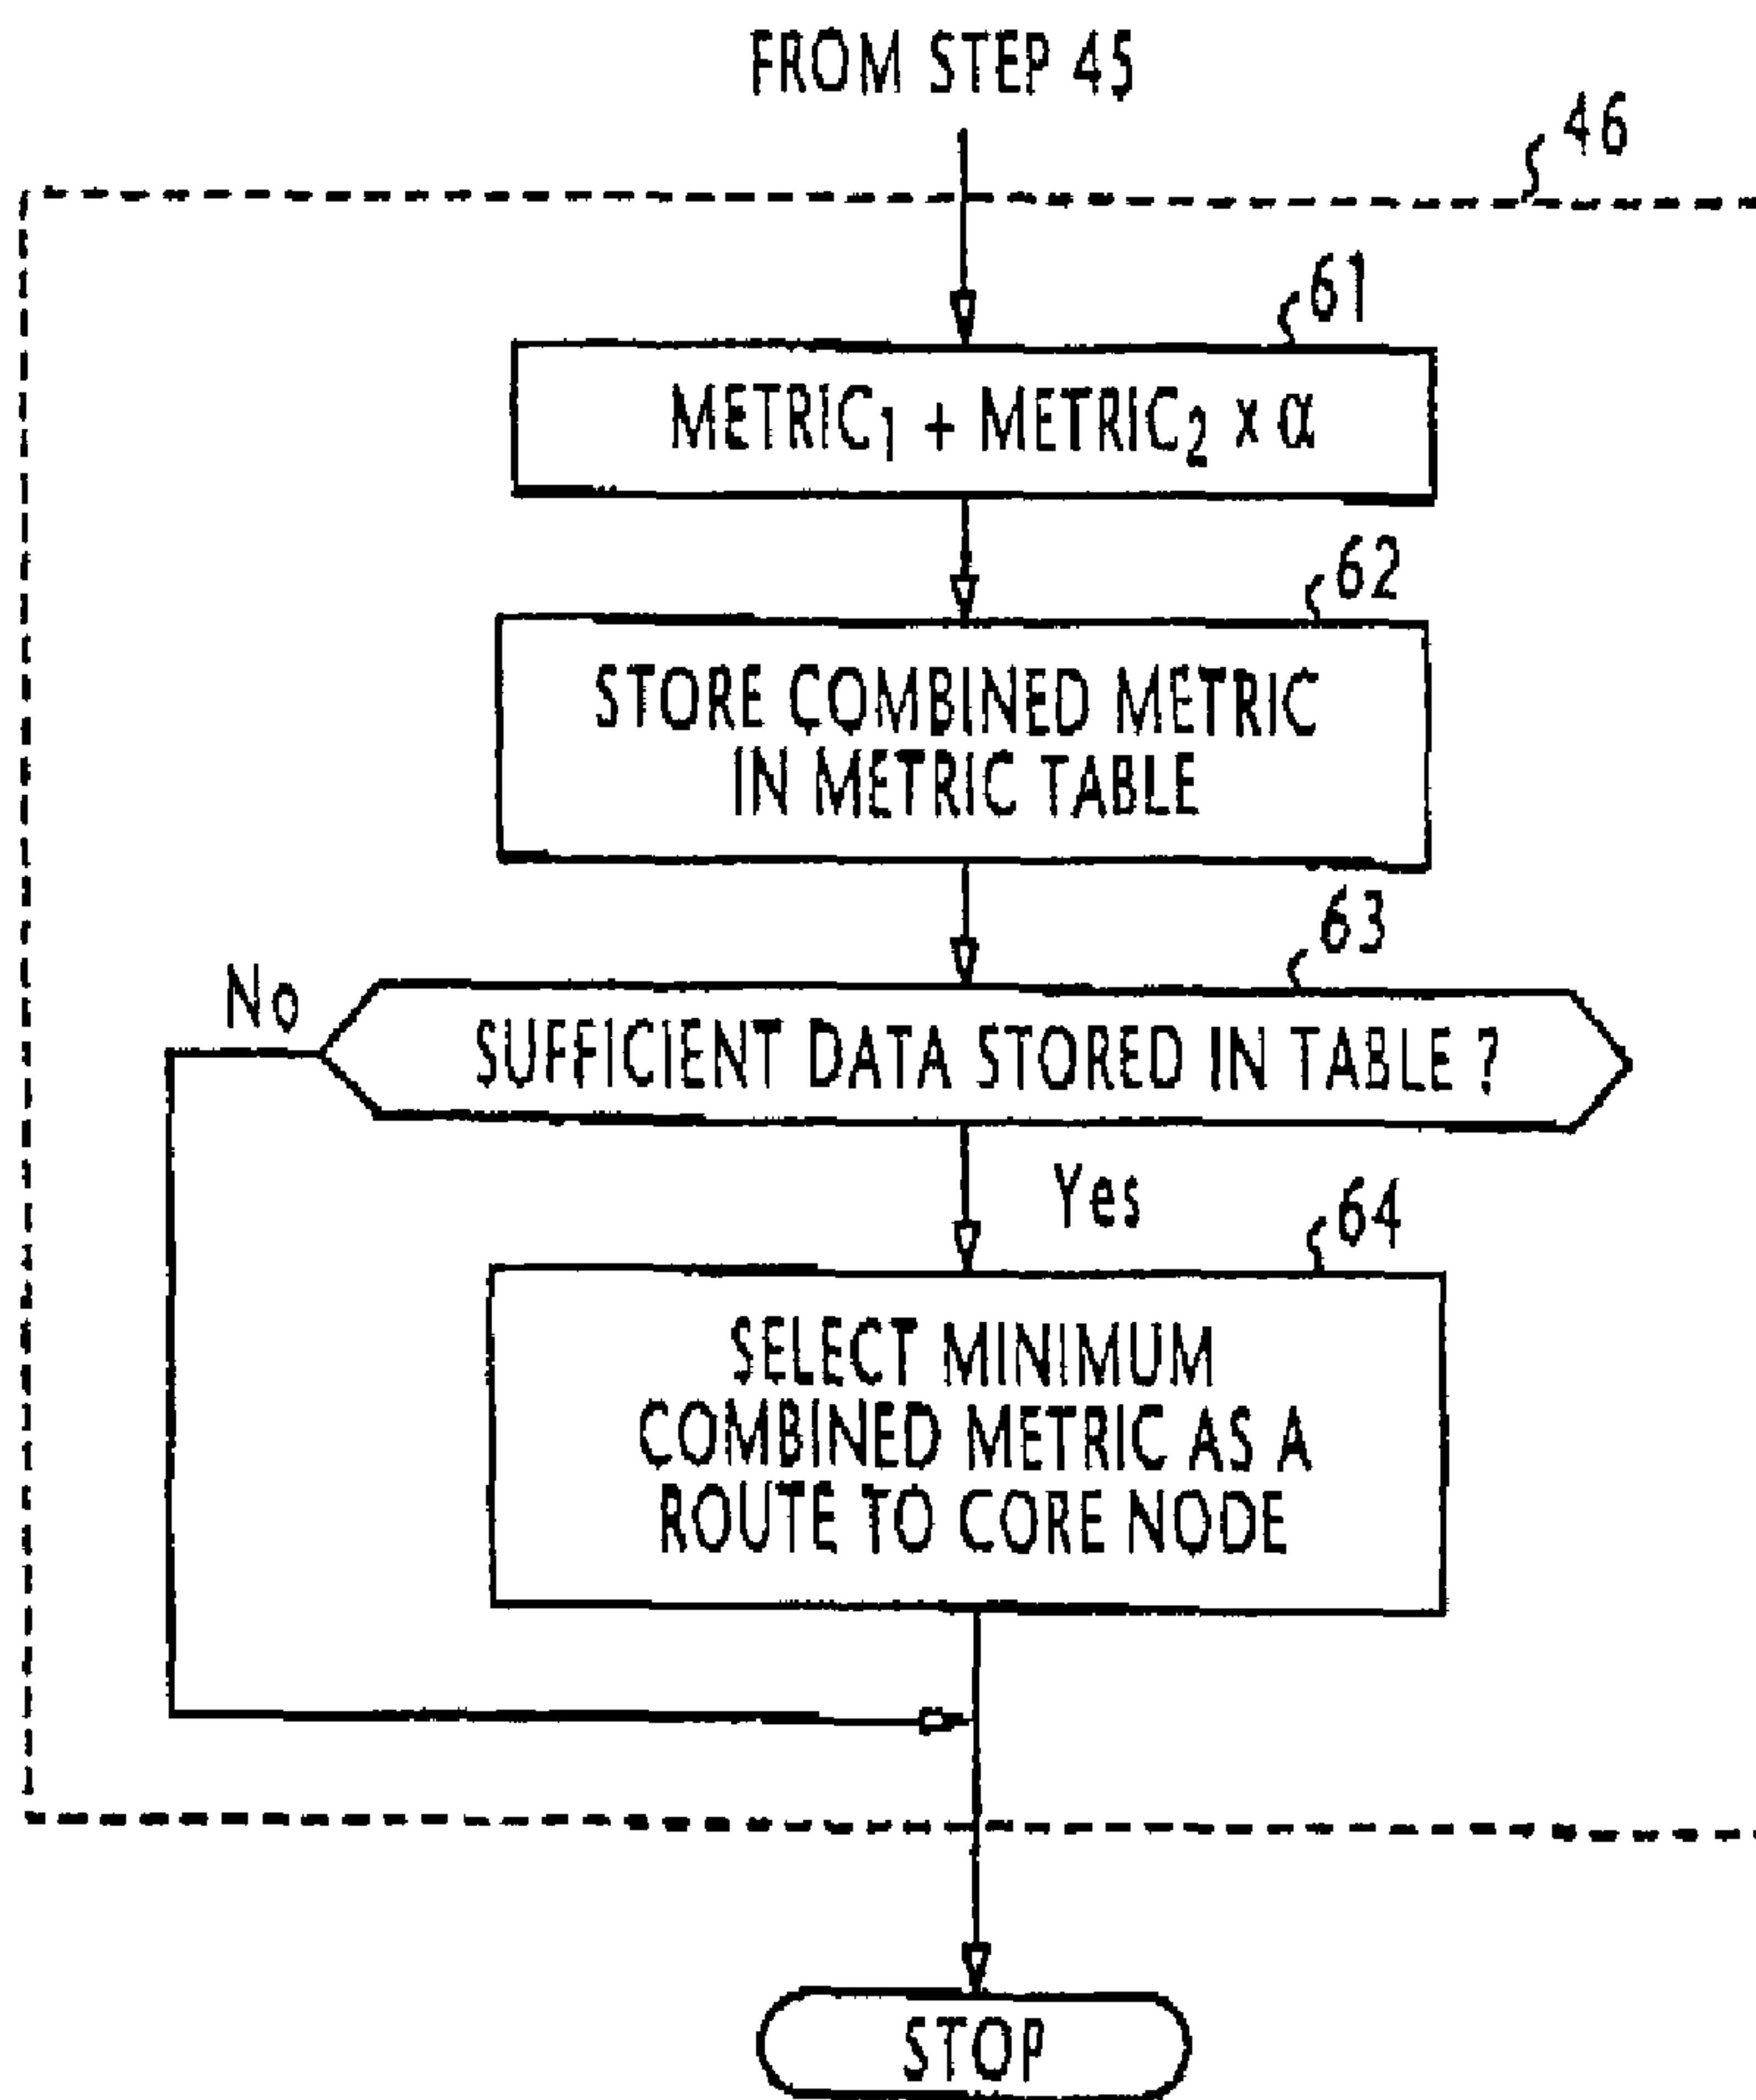 FROM STEP 45
46
61
METRIC₁ + METRIC₂ x α
62
STORE COMBINED METRIC
IN METRIC TABLE
63
No
SUFFICIENT DATA STORED IN TABLE ?
Yes
64
SELECT MINIMUM
COMBINED METRIC AS A
ROUTE TO CORE NODE
STOP